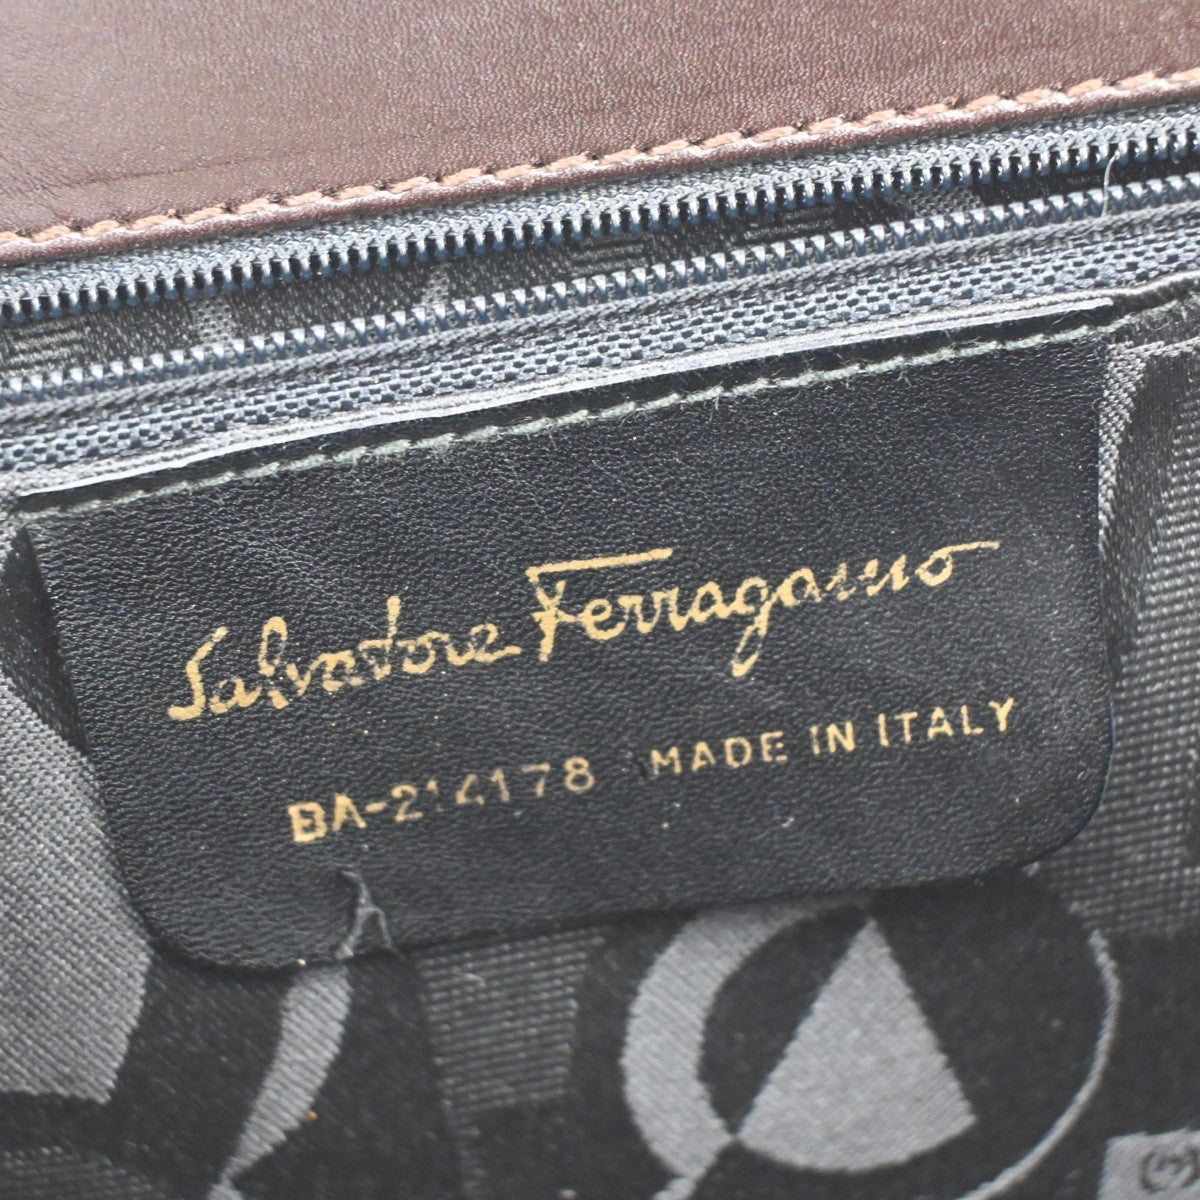 Salvatore Ferragamo
BA-214178 MADE IN ITALY